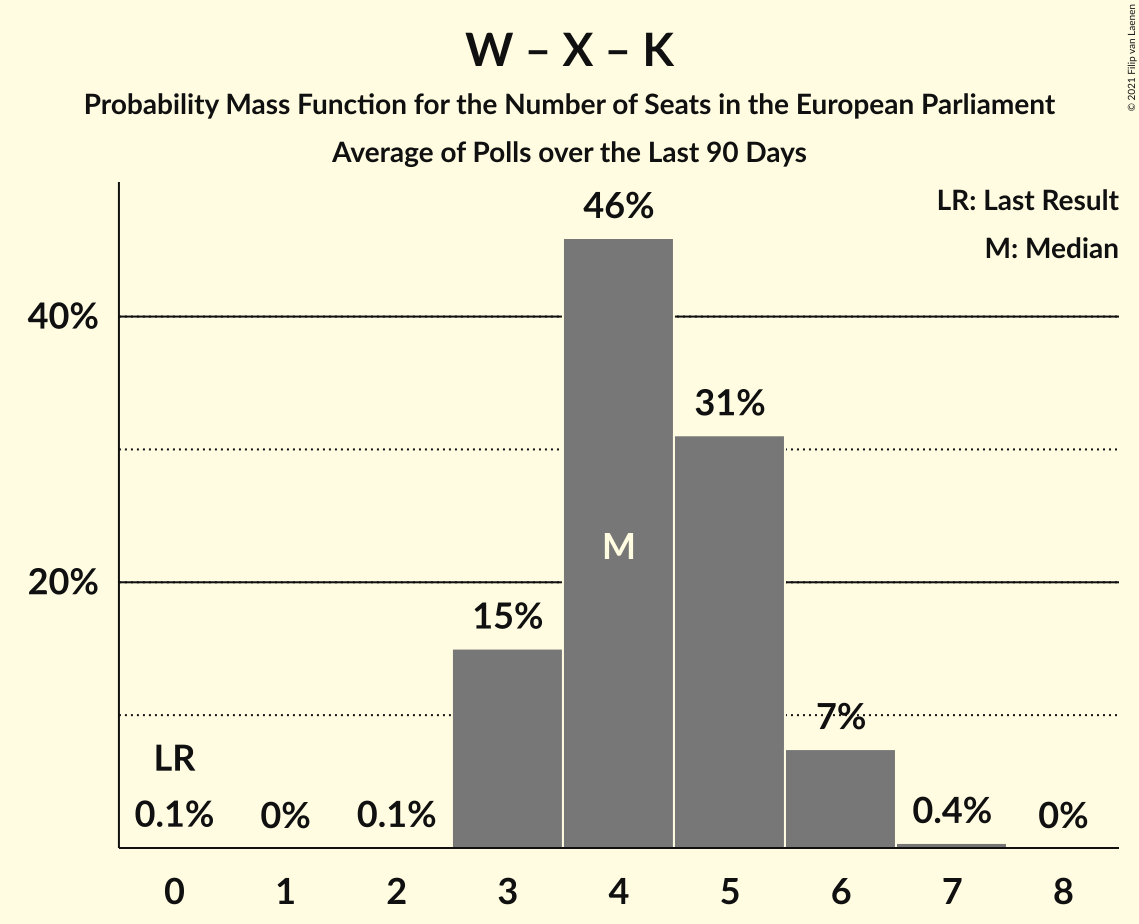 W – X – K
Probability Mass Function for the Number of Seats in the European Parliament
Average of Polls over the Last 90 Days
© 2021 Filip van Laenen
LR: Last Result
M: Median
46%
40%
31%
M
20%
15%
7%
LR
0.1% 0% 0.1% 0.4% 0%
0 1 2 3 4 5 6 7 8